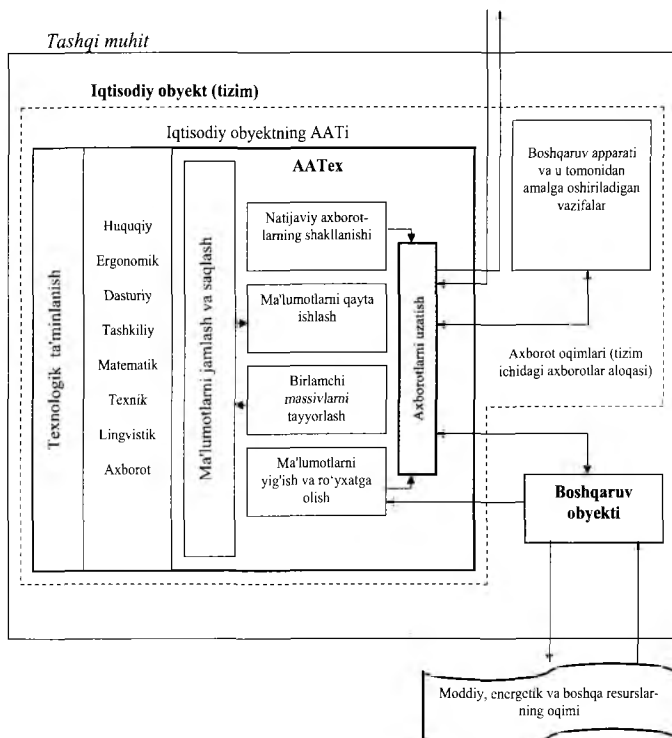 Tashqi muhit
Iqtisodiy obyekt (tizim)
Iqtisodiy obyektning AATi
AATex
Texnologik ta'minlanish
Huquqiy
Ergonomik
Dasturiy
Tashkiliy
Matematik
Texnik
Lingvistik
Axborot
Ma'lumotlarni jamlash va saqlash
Natijaviy axborot-
larning shakllanishi
Ma'lumotlarni qayta
ishlash
Birlamchi
massivlarni
tayyorlash
Ma'lumotlarni
yig'ish va ro‘yxatga
olish
Axborotlarni uzatish
Boshqaruv apparati
va u tomonidan
amalga oshiriladigan
vazifalar
Axborot oqimlari (tizim
ichidagi axborotlar aloqasi)
Boshqaruv
obyekti
Moddiy, energetik va boshqa resurslar-
ning oqimi